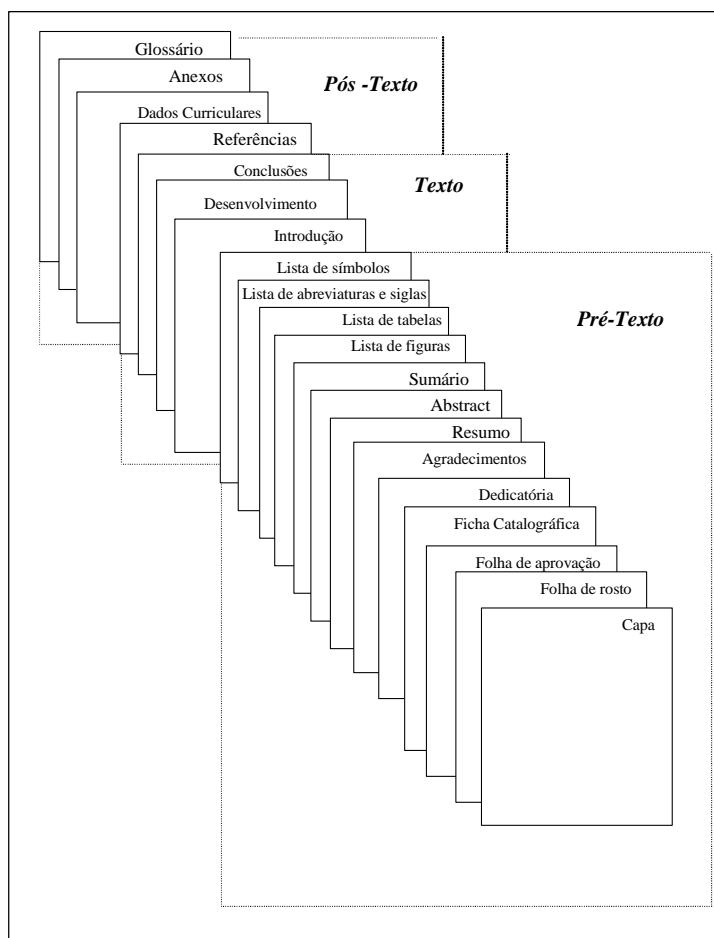 Glossário
Anexos
Pós -Texto
Dados Curriculares
Referências
Conclusões
Texto
Desenvolvimento
Introdução
Lista de símbolos
Lista de abreviaturas e siglas
Lista de tabelas
Pré-Texto
Lista de figuras
Sumário
Abstract
Resumo
Agradecimentos
Dedicatória
Ficha Catalográfica
Folha de aprovação
Folha de rosto
Capa